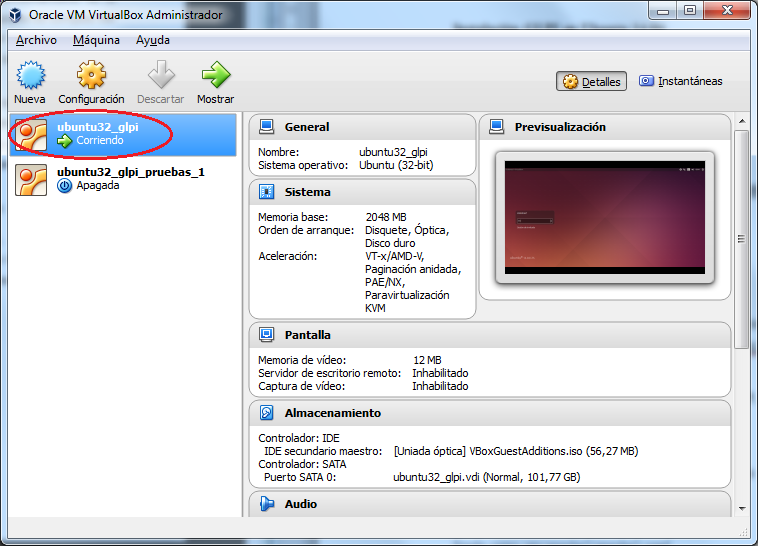 Oracle VM VirtualBox Administrador
Archivo Máquina Ayuda
Nueva Configuración Descartar Mostrar
Detalles Instantáneas
ubuntu32_glpi
Corriendo
ubuntu32_glpi_pruebas_1
Apagada
General
Nombre: ubuntu32_glpi
Sistema operativo: Ubuntu (32-bit)
Previsualización
Sistema
Memoria base: 2048 MB
Orden de arranque: Disquete, Óptica,
Disco duro
Aceleración: VT-x/AMD-V,
Paginación anidada,
PAE/NX,
Paravirtualización
KVM
Pantalla
Memoria de vídeo: 12 MB
Servidor de escritorio remoto: Inhabilitado
Captura de vídeo: Inhabilitado
Almacenamiento
Controlador: IDE
IDE secundario maestro: [Uniada óptica] VBoxGuestAdditions.iso (56,27 MB)
Controlador: SATA
Puerto SATA 0: ubuntu32_glpi.vdi (Normal, 101,77 GB)
Audio